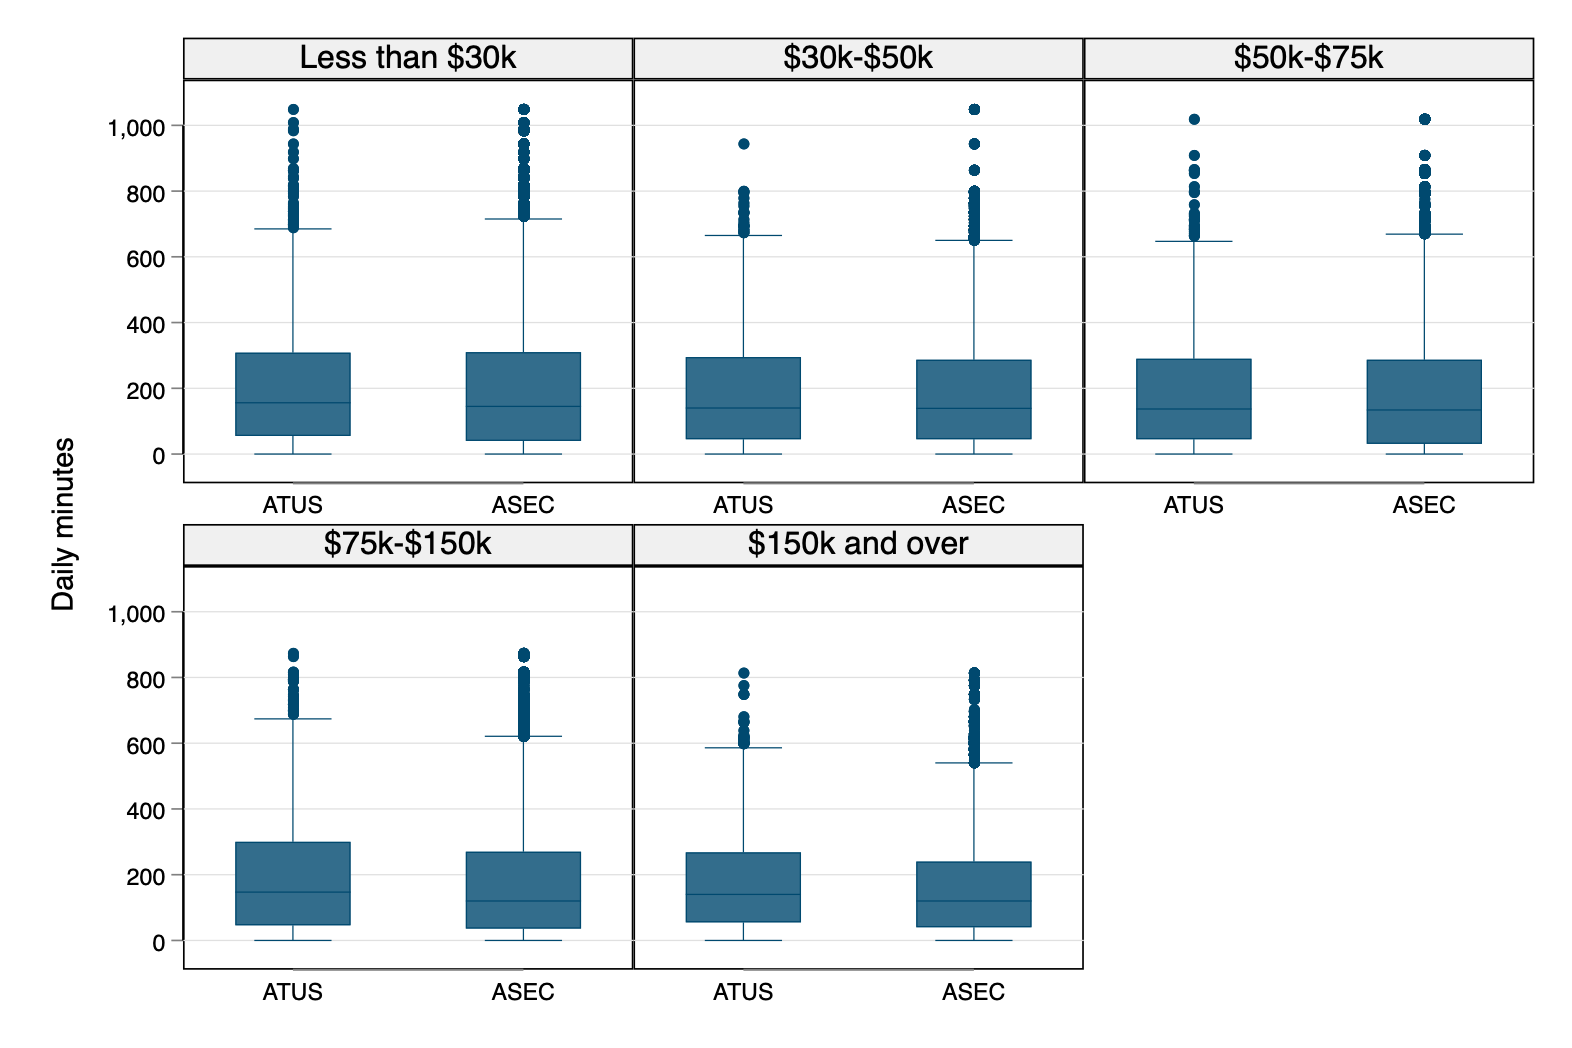 Less than $30k
$30k-$50k
$50k-$75k
1,000
800
600
400
200
0
ATUS
ASEC
ATUS
ASEC
ATUS
ASEC
Daily minutes
$75k-$150k
$150k and over
1,000
800
600
400
200
0
ATUS
ASEC
ATUS
ASEC